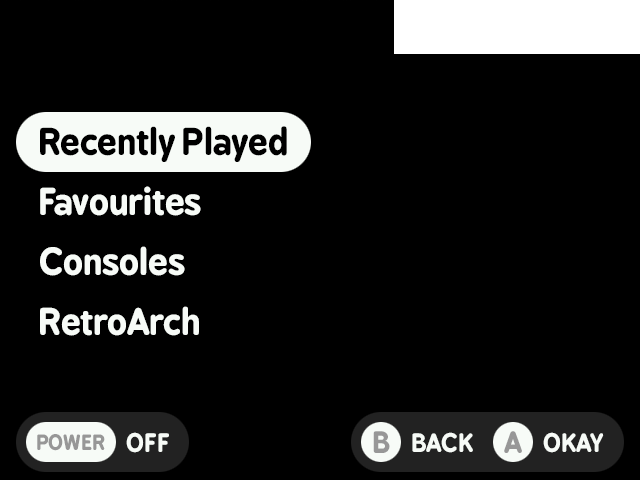 Recently Played
Favourites
Consoles
RetroArch
POWER OFF B BACK A OKAY